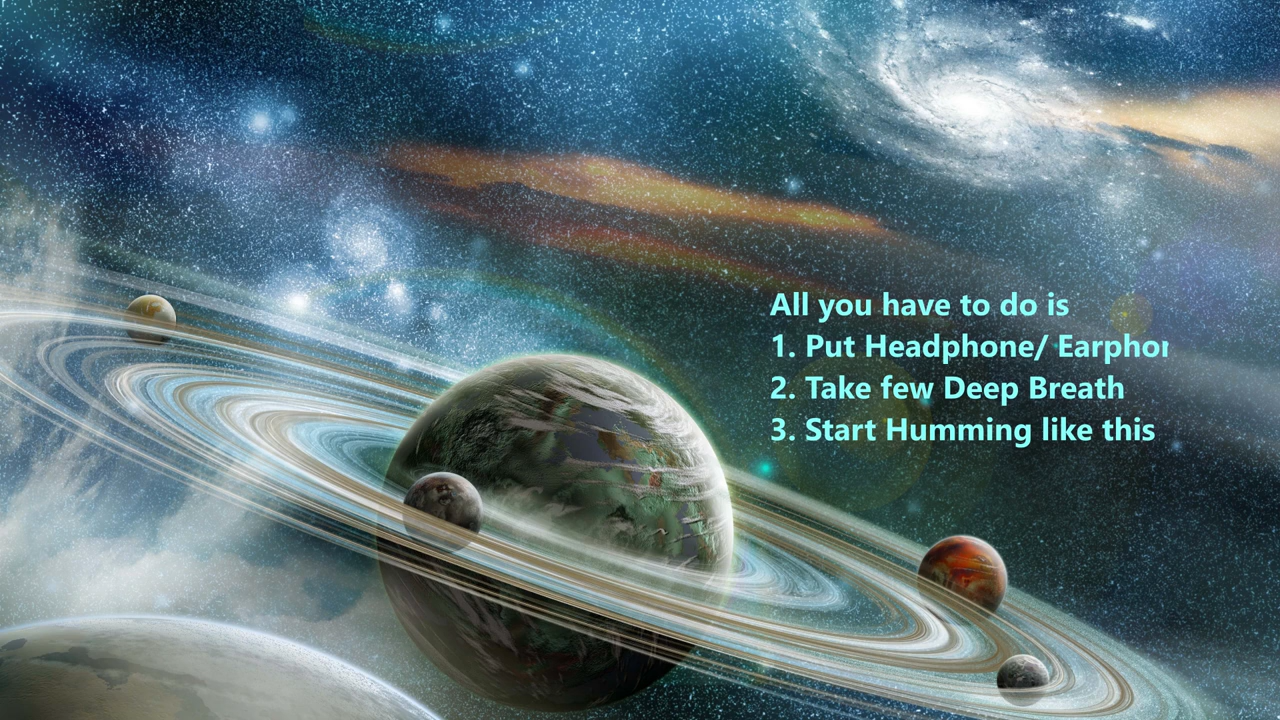 All you have to do is
1. Put Headphone/ Earphor
2. Take few Deep Breath
3. Start Humming like this